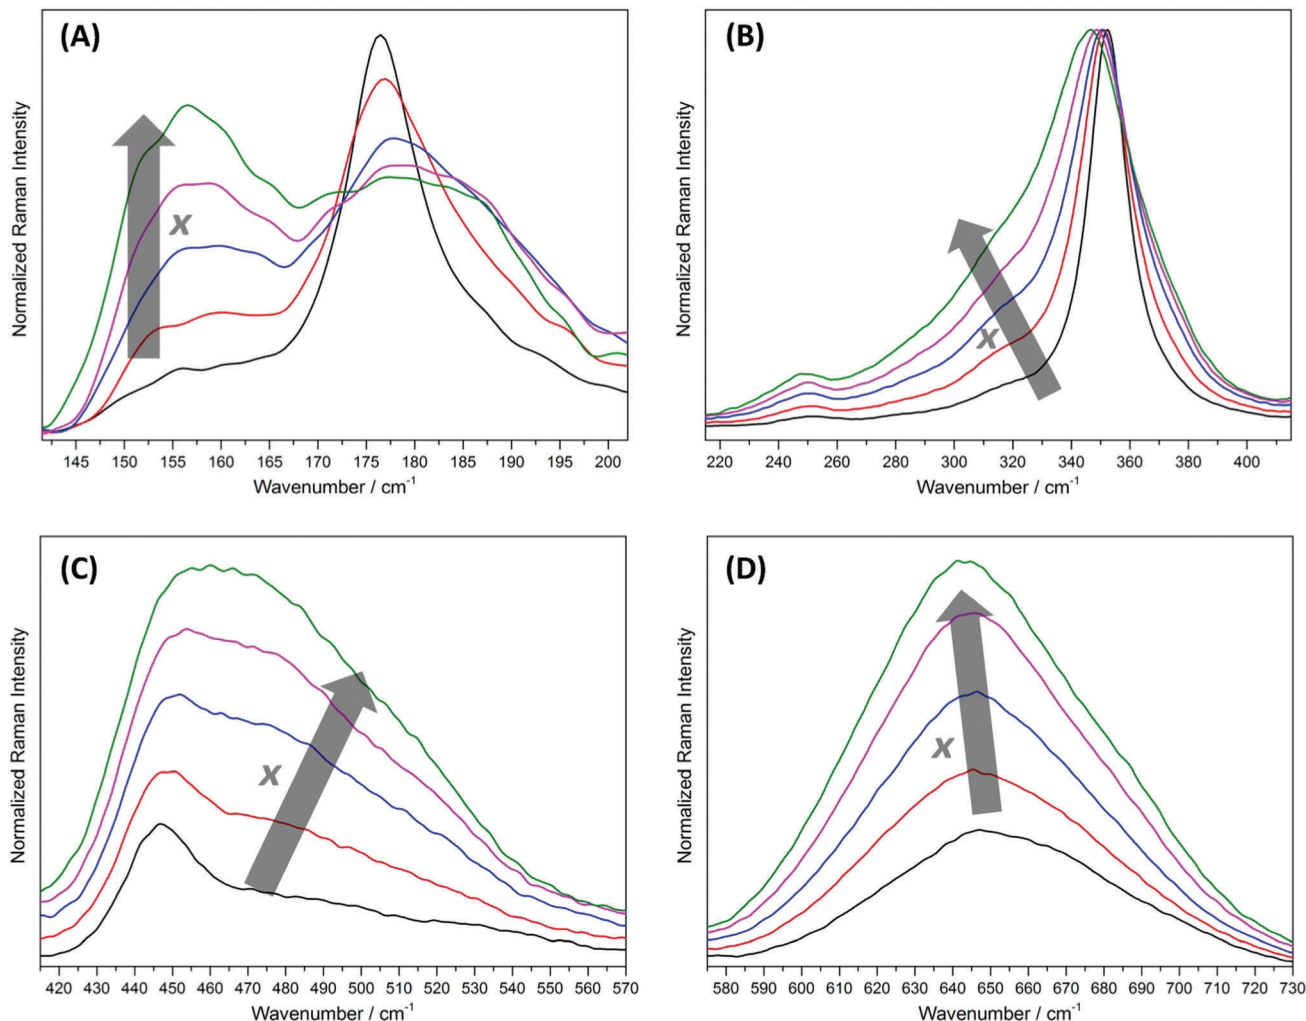 (A)
Normalized Raman Intensity
x
145 150 155 160 165 170 175 180 185 190 195 200
Wavenumber / cm⁻¹
(B)
Normalized Raman Intensity
x
220 240 260 280 300 320 340 360 380 400
Wavenumber / cm⁻¹
(C)
Normalized Raman Intensity
x
420 430 440 450 460 470 480 490 500 510 520 530 540 550 560 570
Wavenumber / cm⁻¹
(D)
Normalized Raman Intensity
x
580 590 600 610 620 630 640 650 660 670 680 690 700 710 720 730
Wavenumber / cm⁻¹